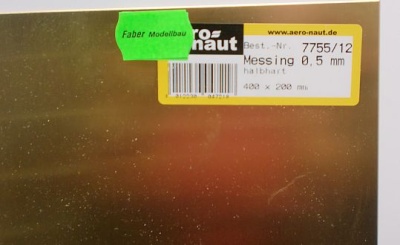 Faber Modellbau
aero-
naut
www.aero-naut.de
Best.-Nr. 7755/12
Messing 0,5 mm
halbhart
400 x 200 mm